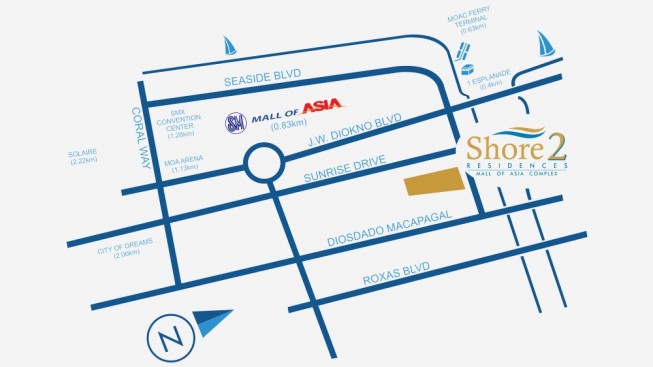 MOAC FERRY
TERMINAL
(0.63km)
SEASIDE BLVD
1 ESPLANADE
(0.4km)
CORAL WAY
SMX
CONVENTION
CENTER
(1.28km)
SM MALL OF ASIA
(0.83km)
J.W. DIOKNO BLVD
SOLAIRE
(2.22km)
MOA ARENA
(1.13km)
SUNRISE DRIVE
Shore 2
RESIDENCES
MALL OF ASIA COMPLEX
CITY OF DREAMS
(2.06km)
DIOSDADO MACAPAGAL
ROXAS BLVD
N